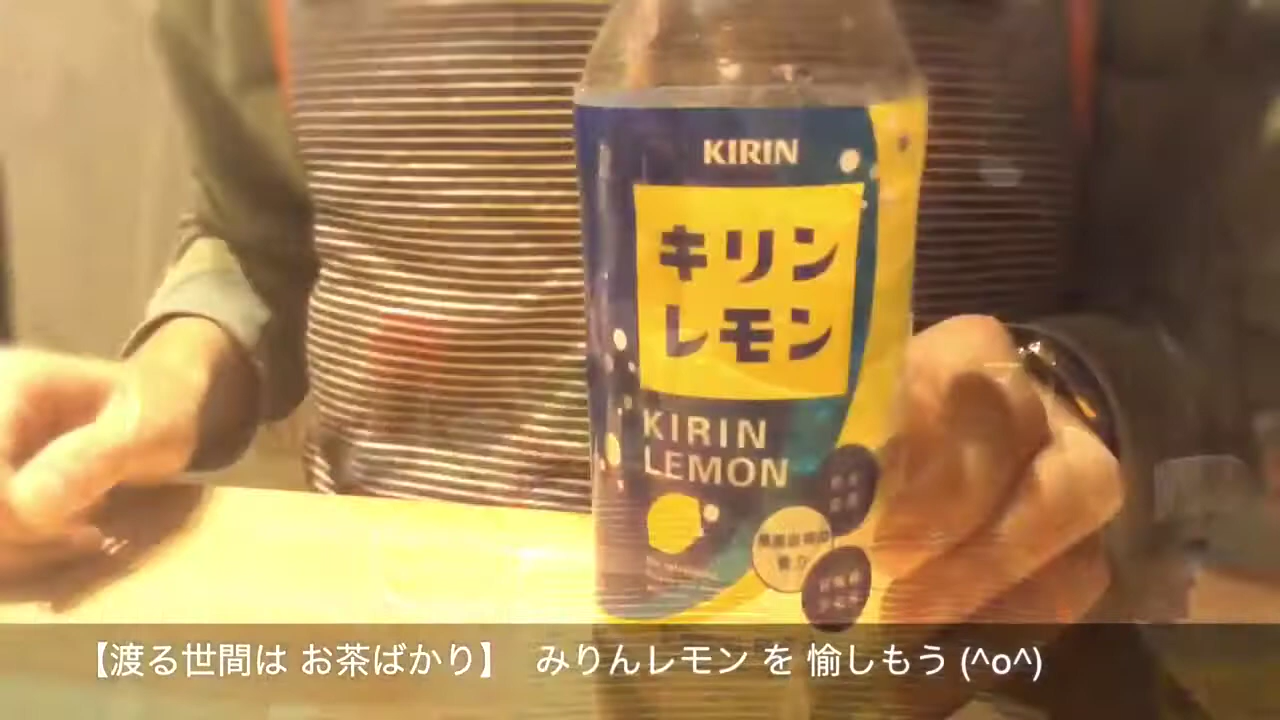 KIRIN
キリン
レモン
KIRIN
LEMON
【渡る世間は お茶ばかり】 みりんレモン を 愉しもう (^o^)